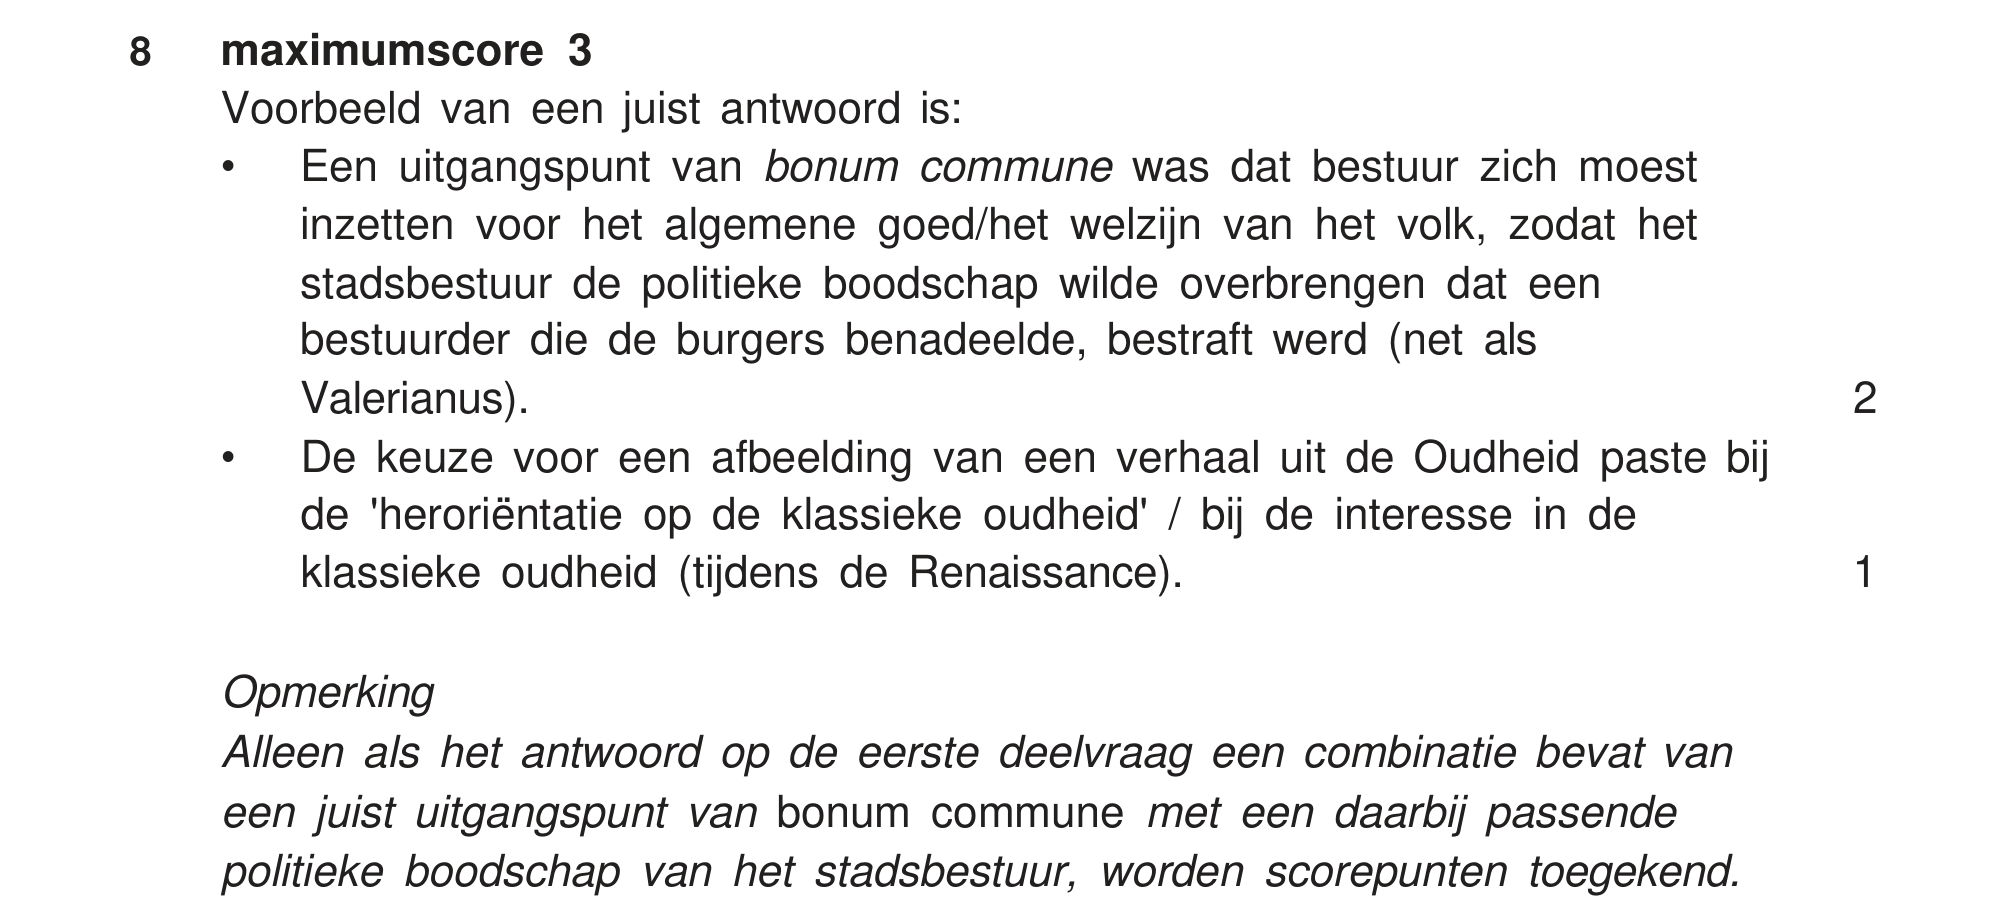 8 maximumscore 3
Voorbeeld van een juist antwoord is:
• Een uitgangspunt van bonum commune was dat bestuur zich moest
inzetten voor het algemene goed/het welzijn van het volk, zodat het
stadsbestuur de politieke boodschap wilde overbrengen dat een
bestuurder die de burgers benadeelde, bestraft werd (net als
Valerianus). 2
• De keuze voor een afbeelding van een verhaal uit de Oudheid paste bij
de 'heroriëntatie op de klassieke oudheid' / bij de interesse in de
klassieke oudheid (tijdens de Renaissance). 1
Opmerking
Alleen als het antwoord op de eerste deelvraag een combinatie bevat van
een juist uitgangspunt van bonum commune met een daarbij passende
politieke boodschap van het stadsbestuur, worden scorepunten toegekend.